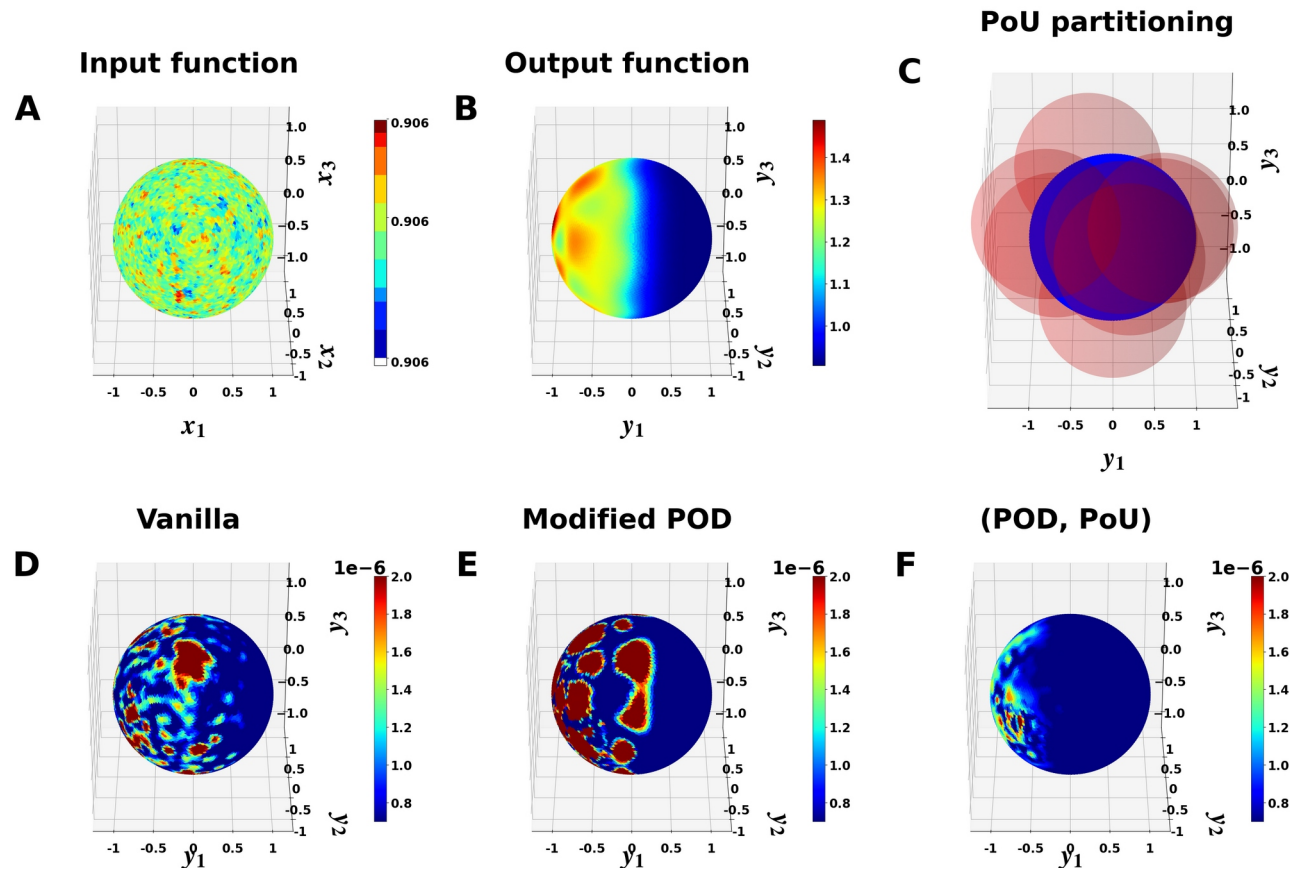 PoU partitioning
Input function
Output function
A
B
C
0.906
0.906
0.906
1.0
0.5
0.0
−0.5
−1.0
x3
1
0.5
0
-0.5
-1
x2
-1 -0.5 0 0.5 1
x1
1.0
0.5
0.0
−0.5
−1.0
y3
1
0.5
0
-0.5
-1
y2
-1 -0.5 0 0.5 1
y1
1.4
1.3
1.2
1.1
1.0
1.0
0.5
0.0
−0.5
−1.0
y3
1
0.5
0
-0.5
-1
y2
-1 -0.5 0 0.5 1
y1
Vanilla
Modified POD
(POD, PoU)
D
E
F
1.0
0.5
0.0
−0.5
−1.0
y3
1
0.5
0
-0.5
-1
y2
-1 -0.5 0 0.5 1
y1
1e−6
2.0
1.8
1.6
1.4
1.2
1.0
0.8
1.0
0.5
0.0
−0.5
−1.0
y3
1
0.5
0
-0.5
-1
y2
-1 -0.5 0 0.5 1
y1
1e−6
2.0
1.8
1.6
1.4
1.2
1.0
0.8
1.0
0.5
0.0
−0.5
−1.0
y3
1
0.5
0
-0.5
-1
y2
-1 -0.5 0 0.5 1
y1
1e−6
2.0
1.8
1.6
1.4
1.2
1.0
0.8